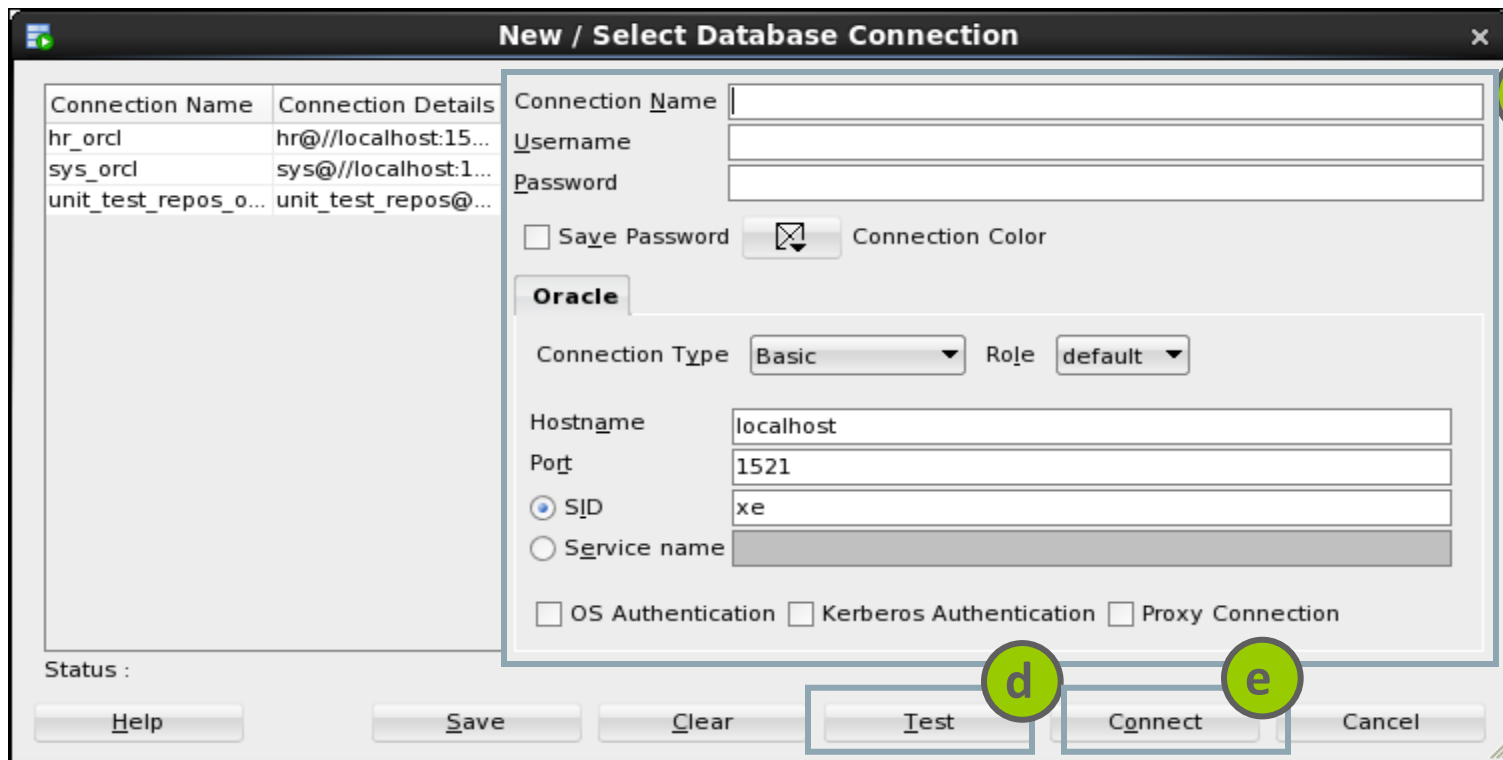 New / Select Database Connection
Connection Name Connection Details
hr_orcl hr@//localhost:15...
sys_orcl sys@//localhost:1...
unit_test_repos_o... unit_test_repos@...
Connection Name
Username
Password
Save Password Connection Color
Oracle
Connection Type Basic Role default
Hostname localhost
Port 1521
SID xe
Service name
OS Authentication Kerberos Authentication Proxy Connection
Status :
d
e
Help Save Clear Test Connect Cancel